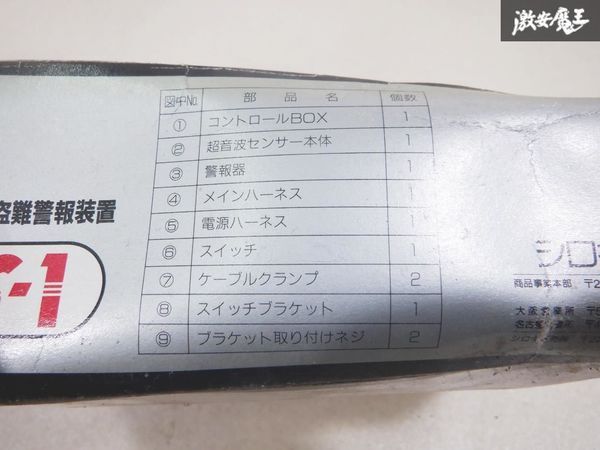 激安魔王
図中No. 部品名 個数
① コントロールBOX 1
② 超音波センサー本体 1
③ 警報器 1
④ メインハーネス 1
⑤ 電源ハーネス 1
⑥ スイッチ 1
⑦ ケーブルクランプ 2
⑧ スイッチブラケット 1
⑨ ブラケット取り付けネジ 2
盗難警報装置
-1
シロ
商品事業本部 〒2
大阪営業所 〒5
名古屋